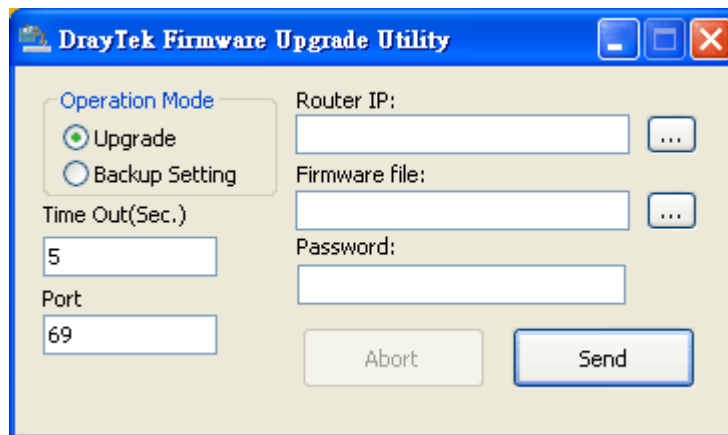 DrayTek Firmware Upgrade Utility
Operation Mode
Upgrade
Backup Setting
Time Out(Sec.)
5
Port
69
Router IP:
...
Firmware file:
...
Password:
Abort
Send